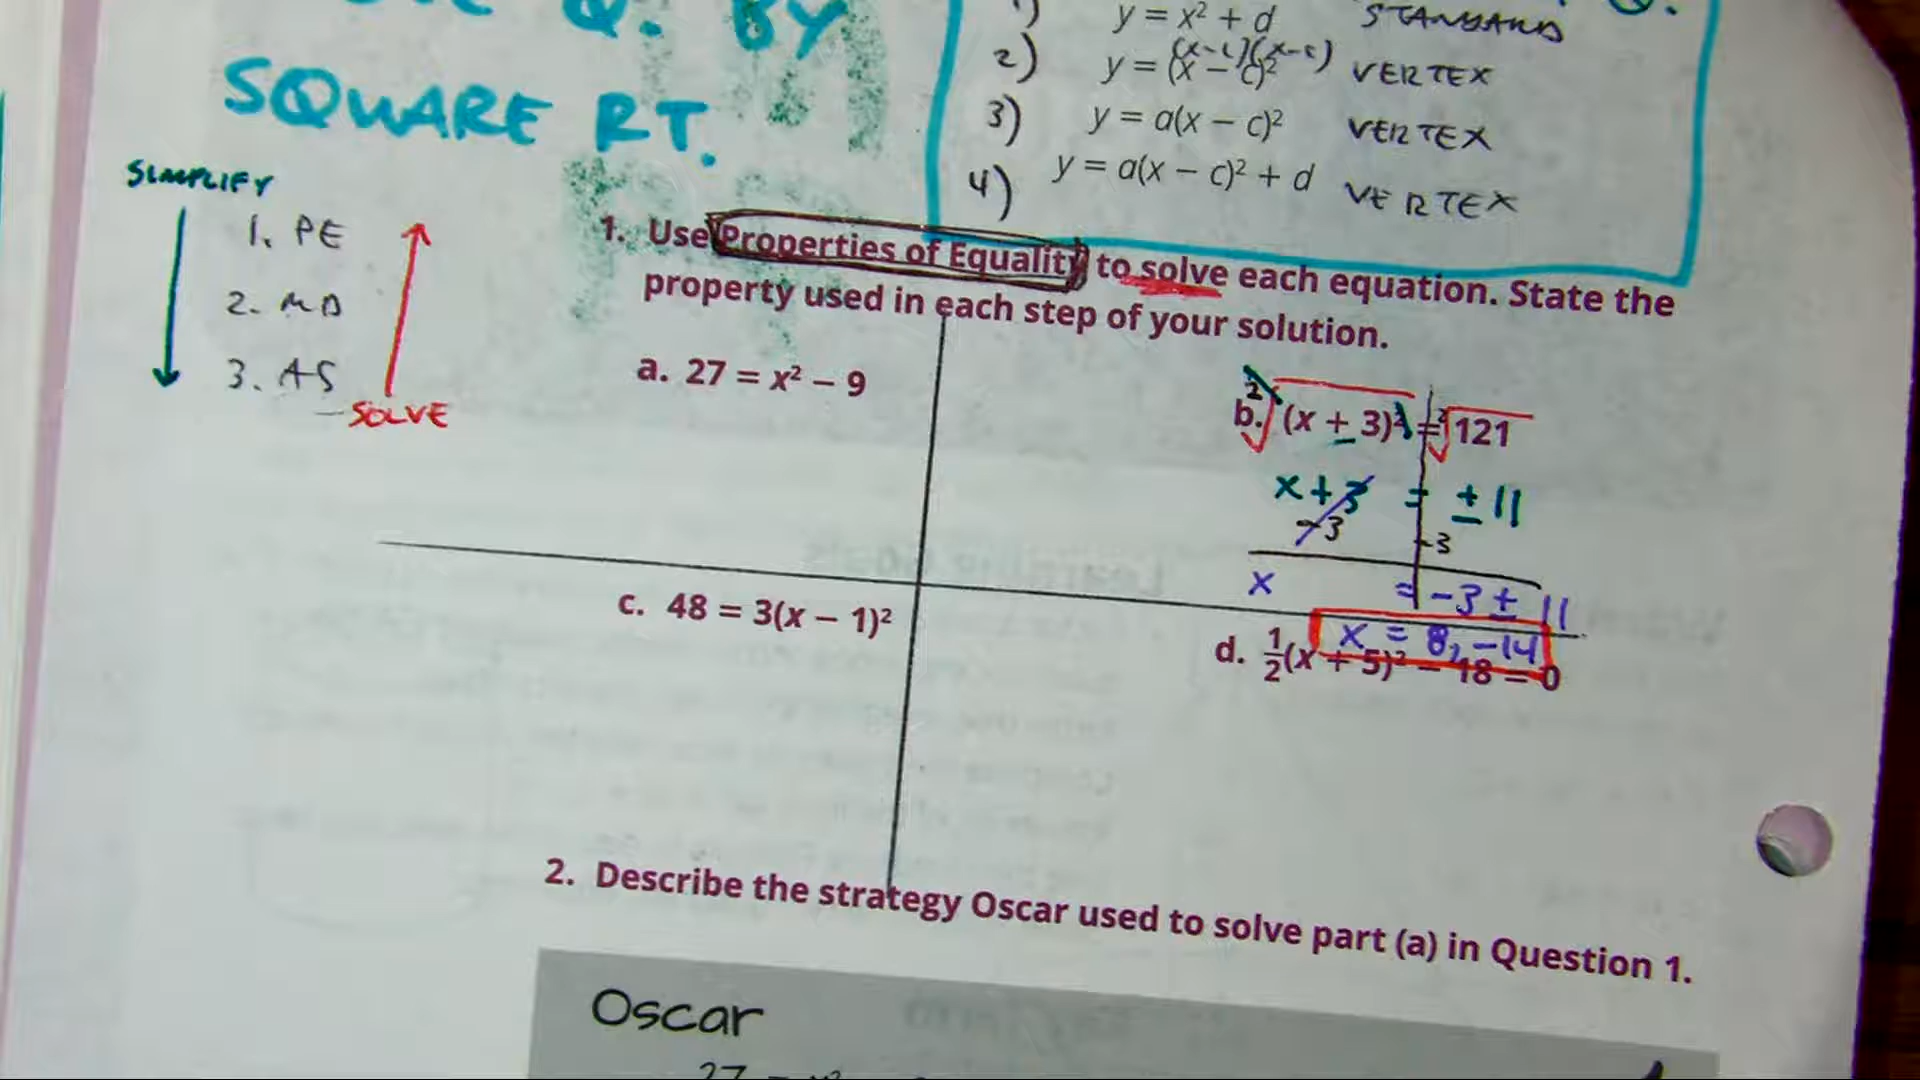 Q. BY
SQUARE RT.
1) y = x² + d STANDARD
2) y = (x – c)² VERTEX
(x-c)(x-c)
3) y = a(x – c)² VERTEX
4) y = a(x – c)² + d VERTEX
SIMPLIFY
1. PE
2. MD
3. AS
SOLVE
1. Use Properties of Equality to solve each equation. State the
property used in each step of your solution.
a. 27 = x² – 9
b. (x + 3)² = 121
x + 3 = ± 11
-3 -3
x = -3 ± 11
x = 8, -14
c. 48 = 3(x – 1)²
d. ½(x + 5)² – 18 = 0
2. Describe the strategy Oscar used to solve part (a) in Question 1.
Oscar